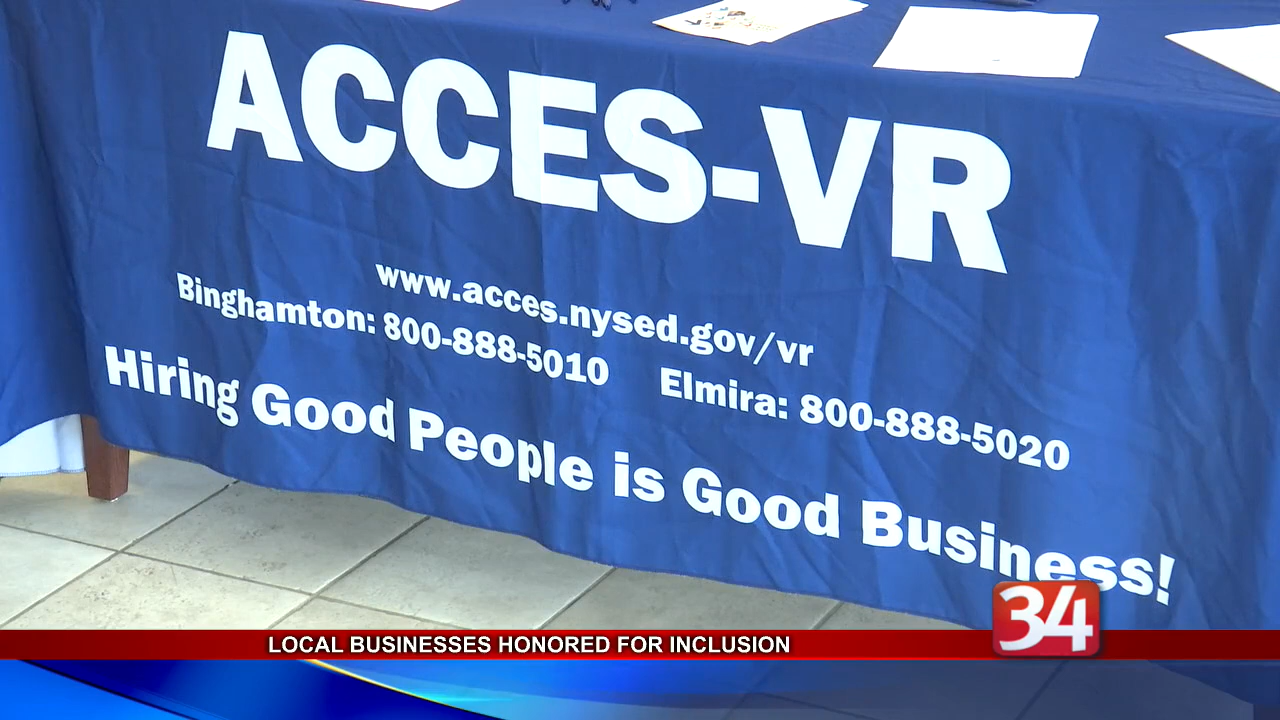 ACCES-VR
www.acces.nysed.gov/vr
Binghamton: 800-888-5010 Elmira: 800-888-5020
Hiring Good People is Good Business!
34
LOCAL BUSINESSES HONORED FOR INCLUSION